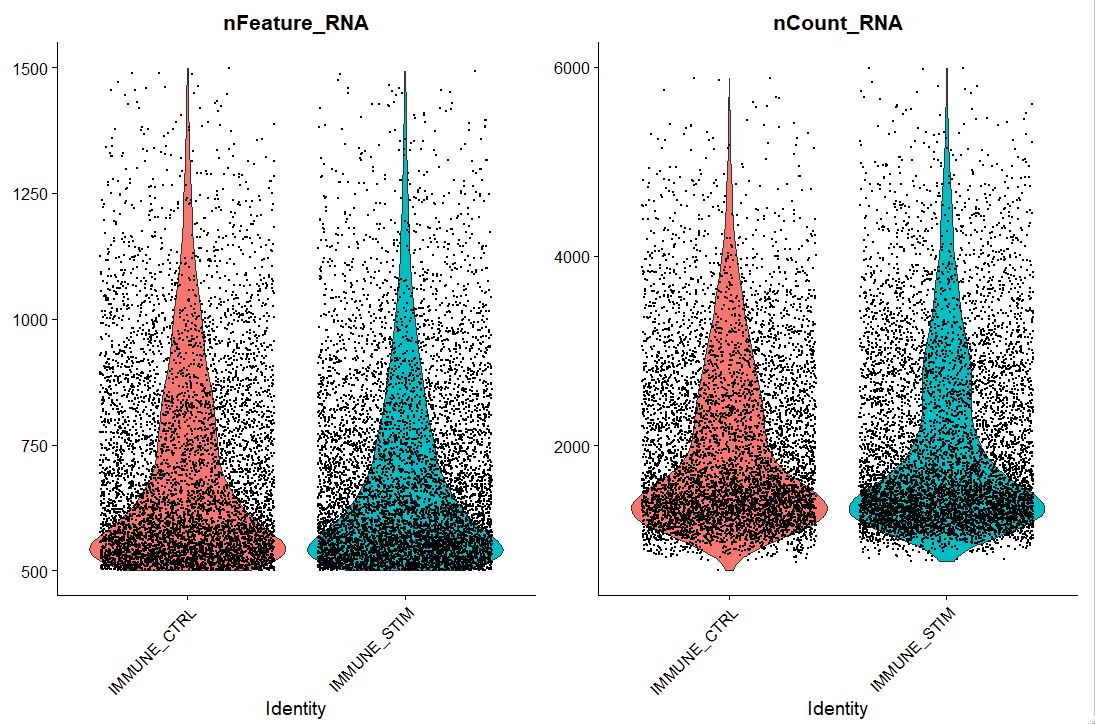 nFeature_RNA
1500
1250
1000
750
500
IMMUNE_CTRL
IMMUNE_STIM
Identity
nCount_RNA
6000
4000
2000
IMMUNE_CTRL
IMMUNE_STIM
Identity